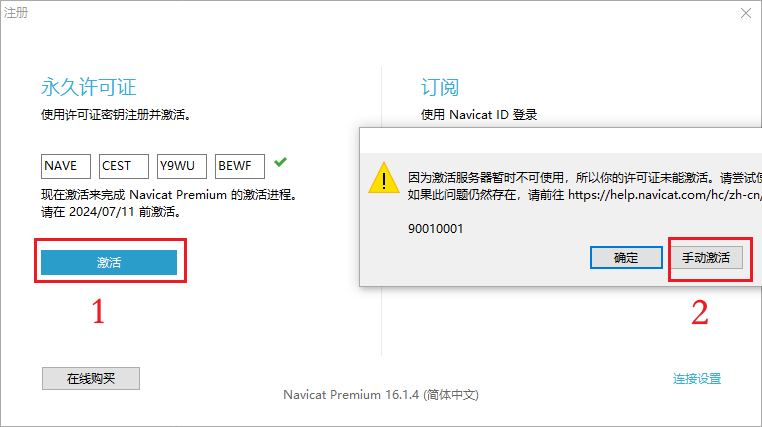 注册
永久许可证
使用许可证密钥注册并激活。
NAVE CEST Y9WU BEWF
现在激活来完成 Navicat Premium 的激活进程。
请在 2024/07/11 前激活。
激活
1
在线购买
订阅
使用 Navicat ID 登录
因为激活服务器暂时不可使用，所以你的许可证未能激活。请尝试使
如果此问题仍然存在，请前往 https://help.navicat.com/hc/zh-cn/
90010001
确定
手动激活
2
连接设置
Navicat Premium 16.1.4 (简体中文)